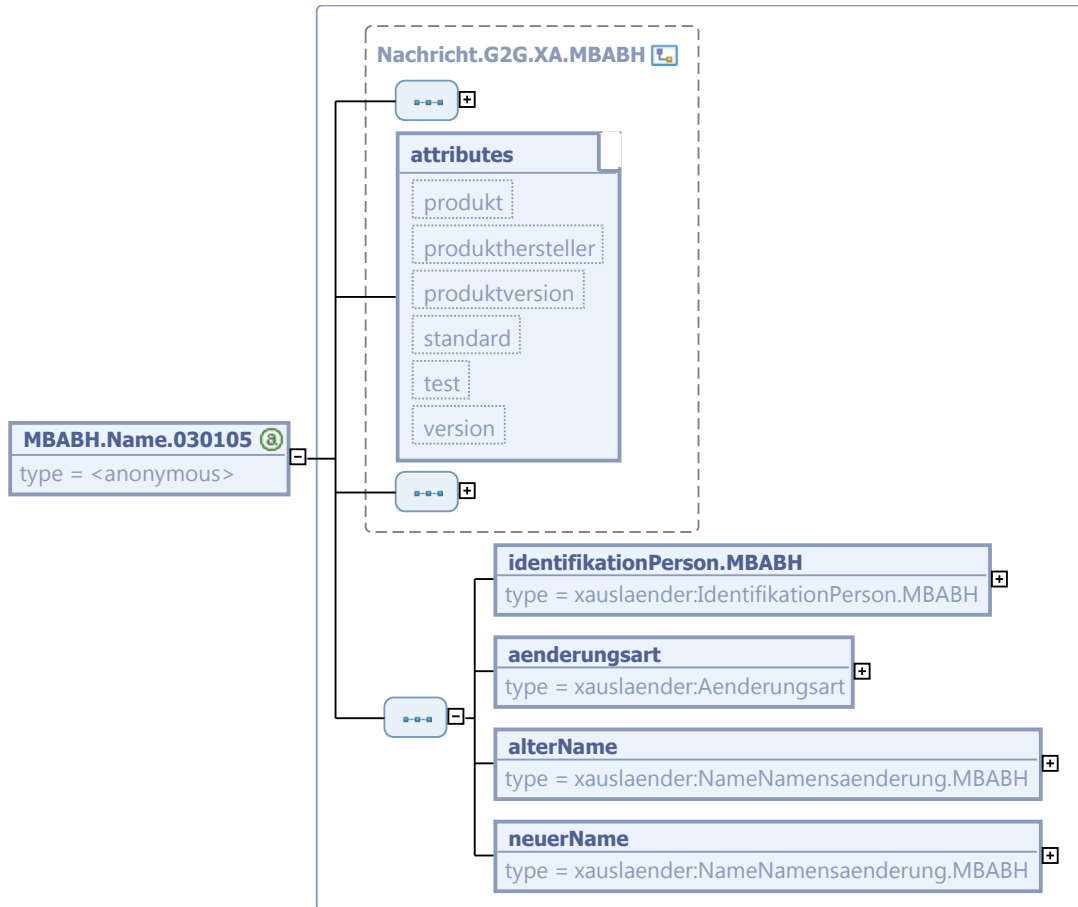 Nachricht.G2G.XA.MBABH
attributes
produkt
produkthersteller
produktversion
standard
test
version
MBABH.Name.030105 a
type = <anonymous>
identifikationPerson.MBABH
type = xauslaender:IdentifikationPerson.MBABH
aenderungsart
type = xauslaender:Aenderungsart
alterName
type = xauslaender:NameNamensaenderung.MBABH
neuerName
type = xauslaender:NameNamensaenderung.MBABH